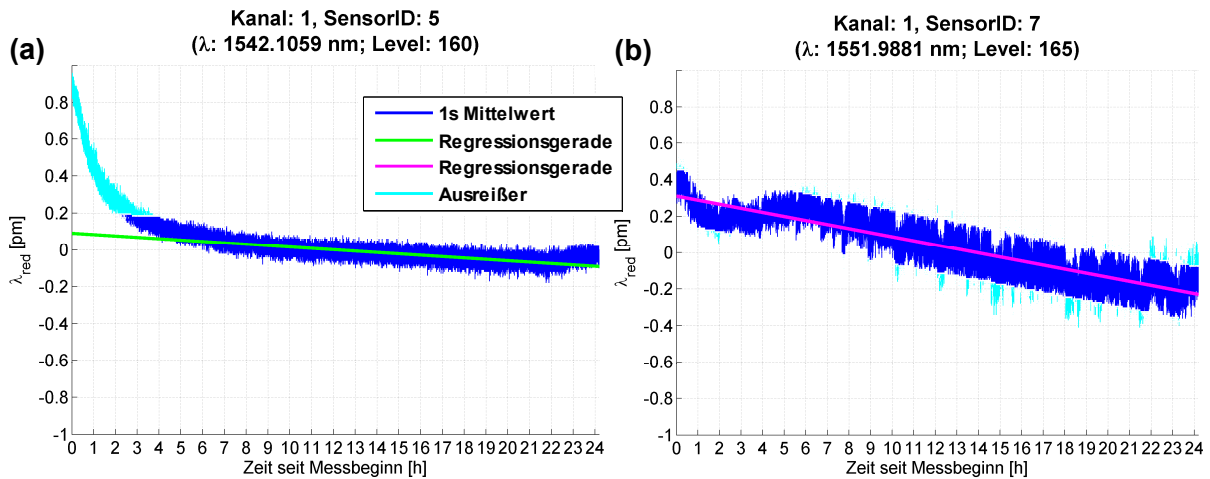 Kanal: 1, SensorID: 5
(λ: 1542.1059 nm; Level: 160)
(a)
1
0.8
0.6
0.4
0.2
0
-0.2
-0.4
-0.6
-0.8
-1
λ_red [pm]
0 1 2 3 4 5 6 7 8 9 10 11 12 13 14 15 16 17 18 19 20 21 22 23 24
Zeit seit Messbeginn [h]
1s Mittelwert
Regressionsgerade
Regressionsgerade
Ausreißer
Kanal: 1, SensorID: 7
(λ: 1551.9881 nm; Level: 165)
(b)
0.8
0.6
0.4
0.2
0
-0.2
-0.4
-0.6
-0.8
-1
λ_red [pm]
0 1 2 3 4 5 6 7 8 9 10 11 12 13 14 15 16 17 18 19 20 21 22 23 24
Zeit seit Messbeginn [h]